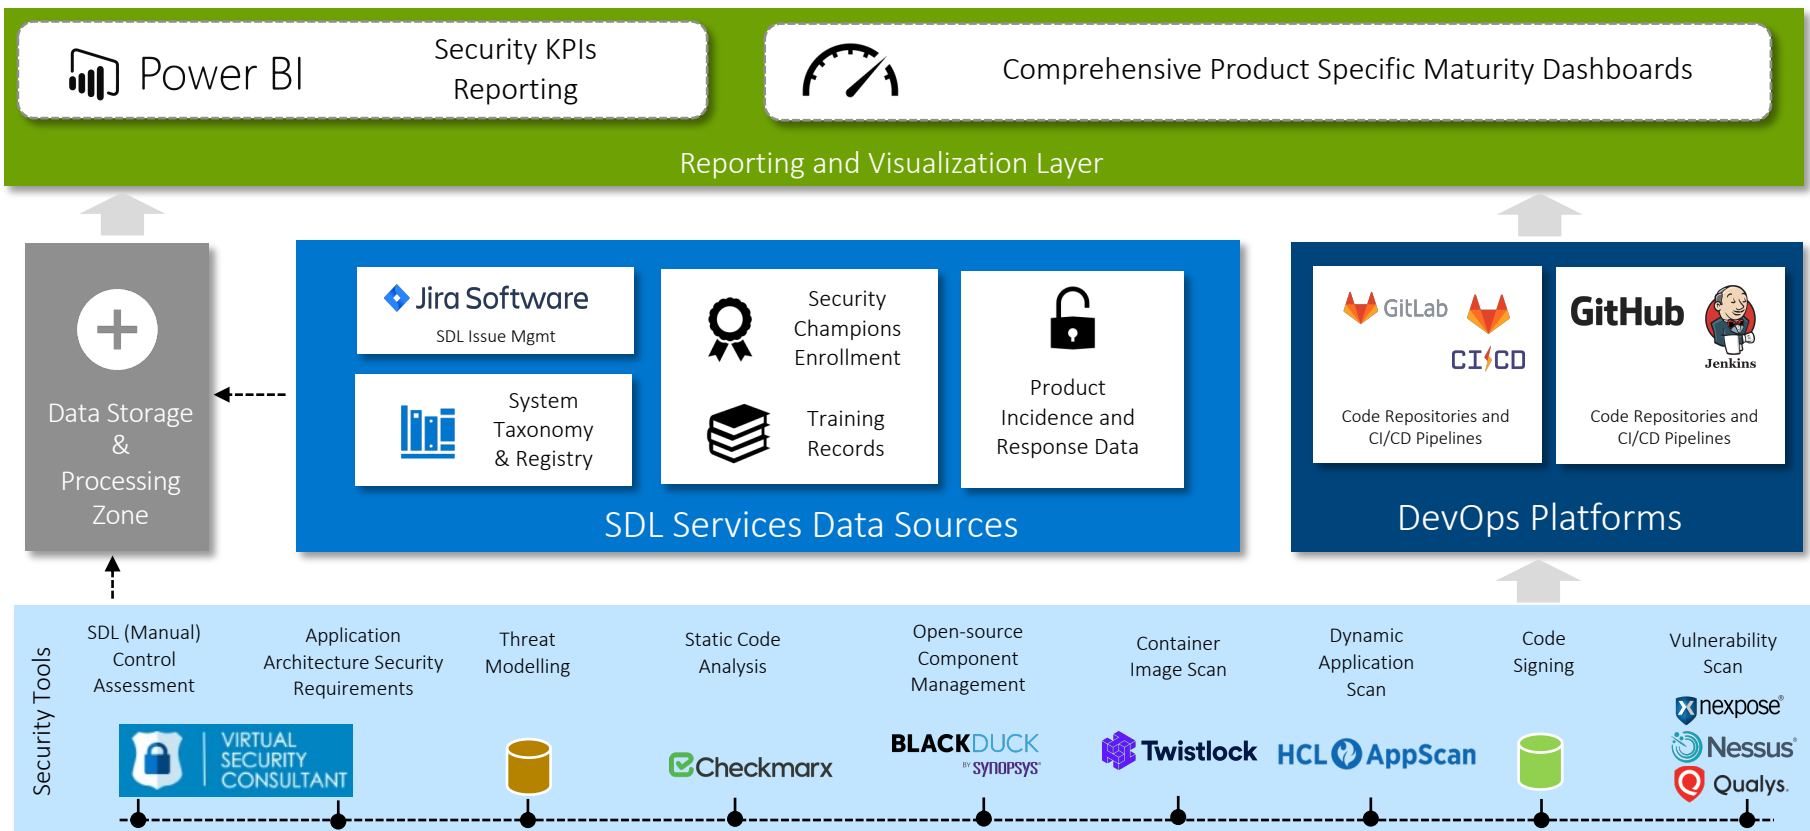 Power BI
Security KPIs
Reporting
Comprehensive Product Specific Maturity Dashboards
Reporting and Visualization Layer
Data Storage
&
Processing
Zone
Jira Software
SDL Issue Mgmt
System
Taxonomy
& Registry
Security
Champions
Enrollment
Training
Records
Product
Incidence and
Response Data
SDL Services Data Sources
GitLab
CI/CD
Code Repositories and
CI/CD Pipelines
GitHub
Jenkins
Code Repositories and
CI/CD Pipelines
DevOps Platforms
Security Tools
SDL (Manual)
Control
Assessment
Application
Architecture Security
Requirements
VIRTUAL
SECURITY
CONSULTANT
Threat
Modelling
Static Code
Analysis
Checkmarx
Open-source
Component
Management
BLACKDUCK
BY SYNOPSYS®
Container
Image Scan
Twistlock
Dynamic
Application
Scan
HCL AppScan
Code
Signing
Vulnerability
Scan
nexpose®
Nessus®
Qualys.